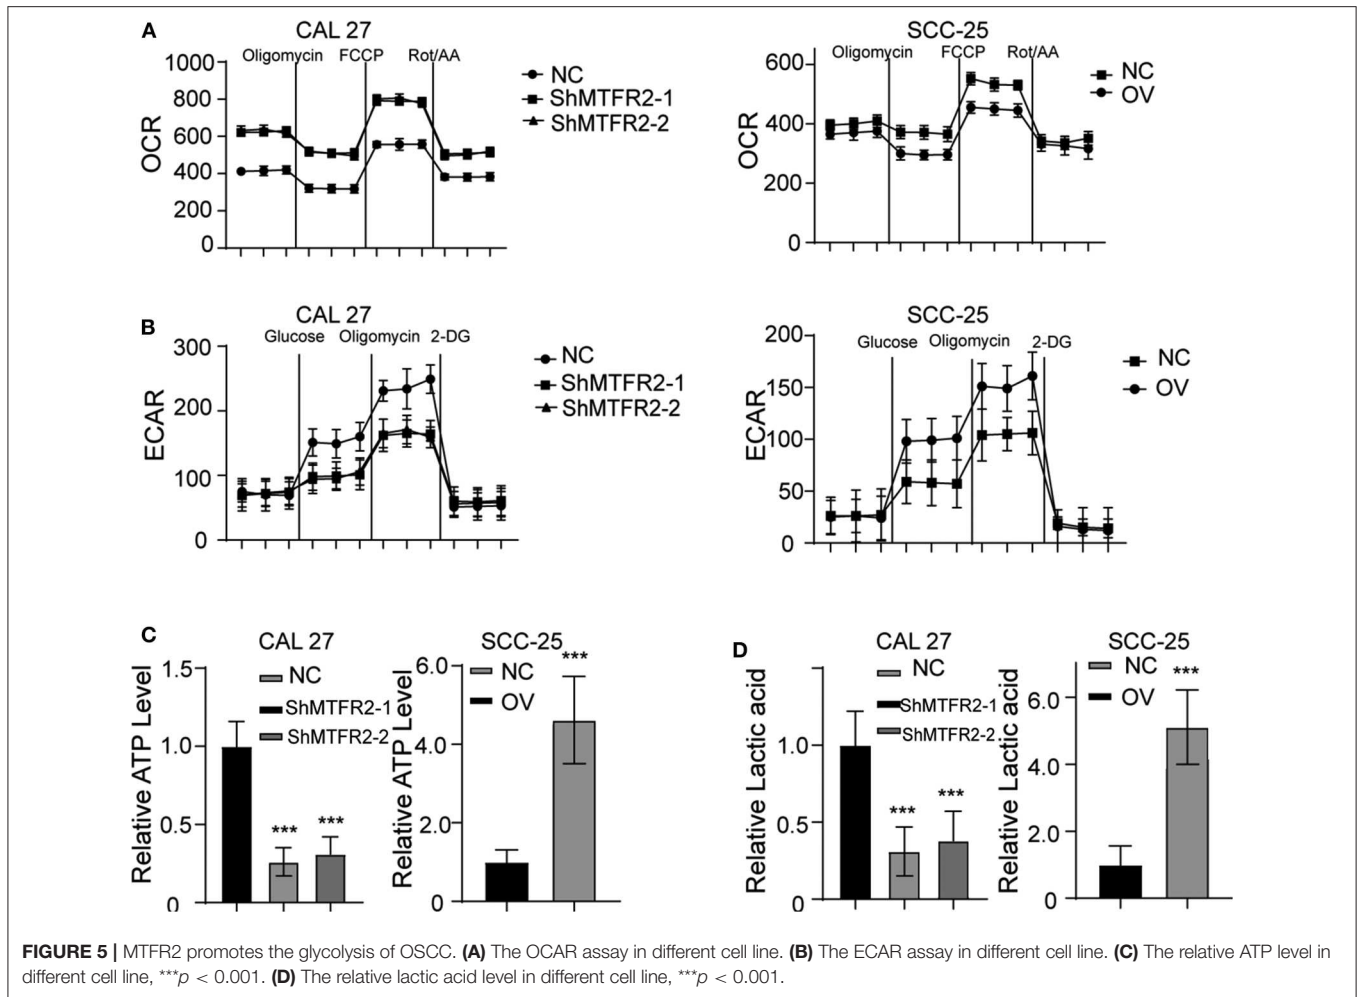 A
CAL 27
Oligomycin FCCP Rot/AA
OCR
1000
800
600
400
200
0
NC
ShMTFR2-1
ShMTFR2-2
SCC-25
Oligomycin FCCP Rot/AA
OCR
600
400
200
0
NC
OV
B
CAL 27
Glucose Oligomycin 2-DG
ECAR
300
200
100
0
NC
ShMTFR2-1
ShMTFR2-2
SCC-25
Glucose Oligomycin 2-DG
ECAR
200
150
100
50
0
NC
OV
C
CAL 27
Relative ATP Level
1.5
1.0
0.5
0
NC
ShMTFR2-1
ShMTFR2-2
***
***
SCC-25
Relative ATP Level
6.0
4.0
2.0
0
NC
OV
***
D
CAL 27
Relative Lactic acid
1.0
0.5
0
NC
ShMTFR2-1
ShMTFR2-2
***
***
SCC-25
Relative Lactic acid
6.0
4.0
2.0
0
NC
OV
***
FIGURE 5 | MTFR2 promotes the glycolysis of OSCC. (A) The OCAR assay in different cell line. (B) The ECAR assay in different cell line. (C) The relative ATP level in
different cell line, ***p < 0.001. (D) The relative lactic acid level in different cell line, ***p < 0.001.